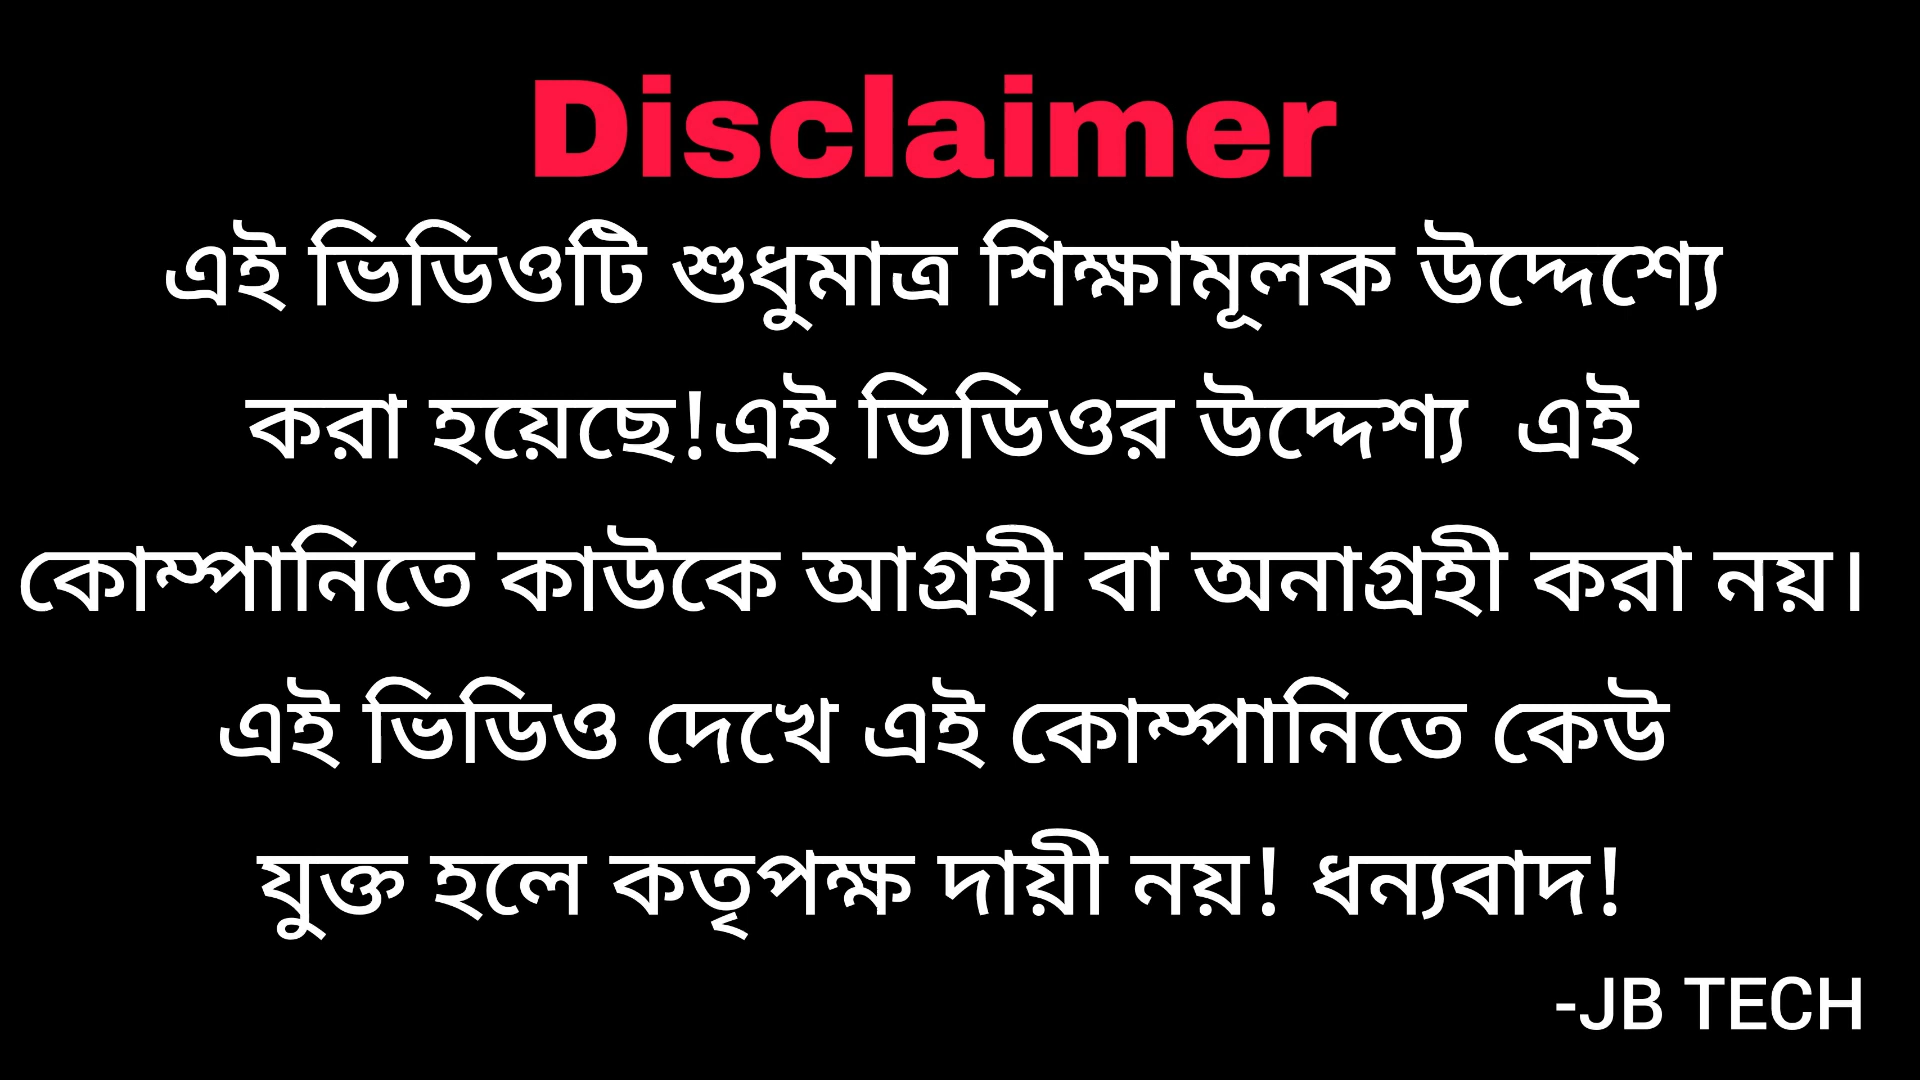 Disclaimer
এই ভিডিওটি শুধুমাত্র শিক্ষামূলক উদ্দেশ্যে
করা হয়েছে!এই ভিডিওর উদ্দেশ্য  এই
কোম্পানিতে কাউকে আগ্রহী বা অনাগ্রহী করা নয়।
এই ভিডিও দেখে এই কোম্পানিতে কেউ
যুক্ত হলে কতৃপক্ষ দায়ী নয়! ধন্যবাদ!
-JB TECH